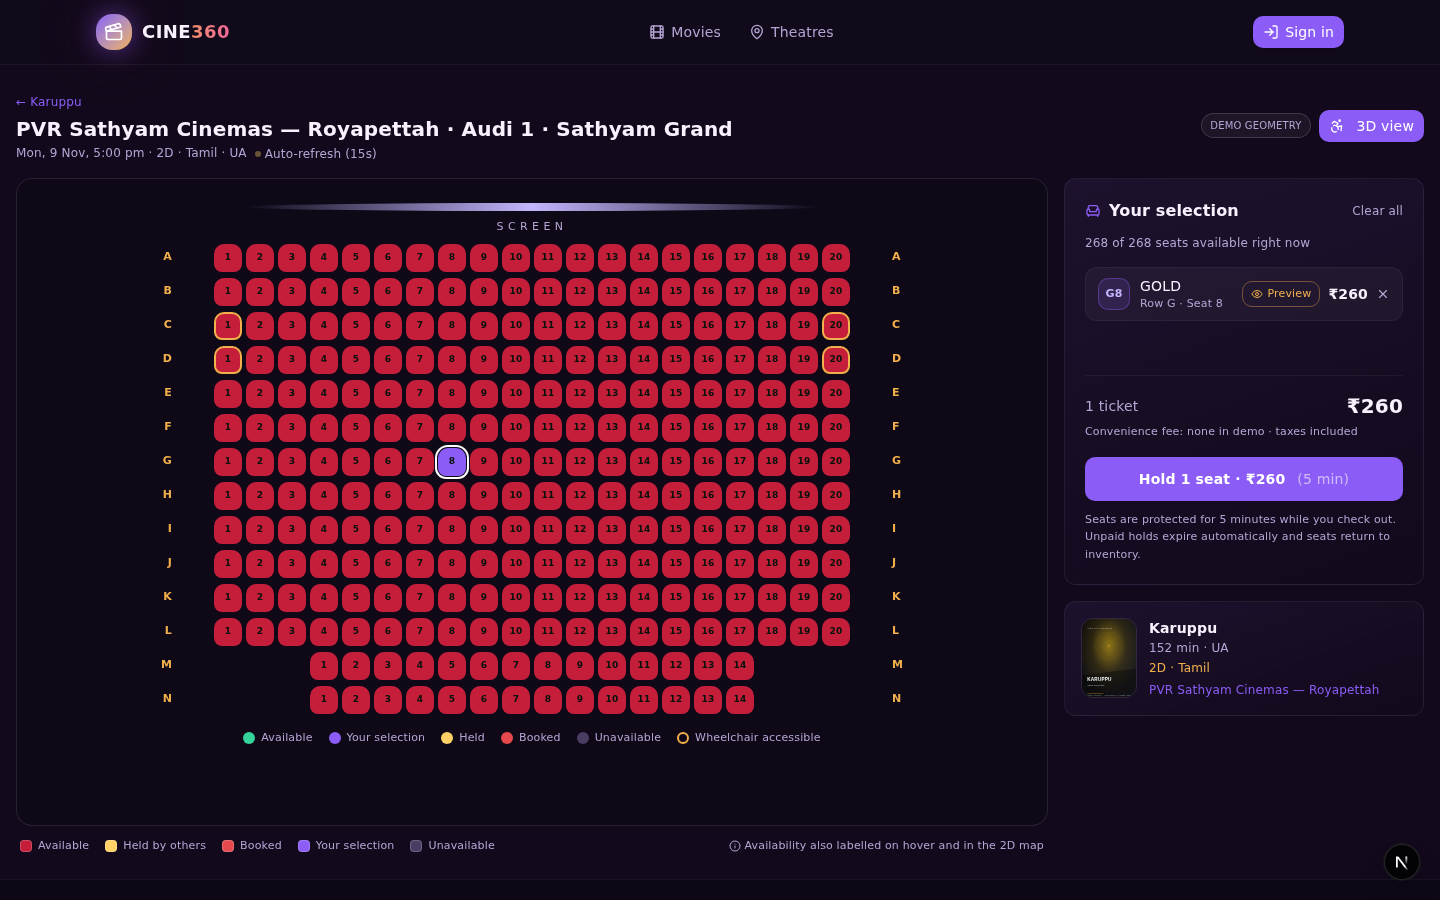 CINE360
Movies
Theatres
Sign in
← Karuppu
PVR Sathyam Cinemas — Royapettah · Audi 1 · Sathyam Grand
Mon, 9 Nov, 5:00 pm · 2D · Tamil · UA
Auto-refresh (15s)
DEMO GEOMETRY
3D view
SCREEN
A 1 2 3 4 5 6 7 8 9 10 11 12 13 14 15 16 17 18 19 20 A
B 1 2 3 4 5 6 7 8 9 10 11 12 13 14 15 16 17 18 19 20 B
C 1 2 3 4 5 6 7 8 9 10 11 12 13 14 15 16 17 18 19 20 C
D 1 2 3 4 5 6 7 8 9 10 11 12 13 14 15 16 17 18 19 20 D
E 1 2 3 4 5 6 7 8 9 10 11 12 13 14 15 16 17 18 19 20 E
F 1 2 3 4 5 6 7 8 9 10 11 12 13 14 15 16 17 18 19 20 F
G 1 2 3 4 5 6 7 8 9 10 11 12 13 14 15 16 17 18 19 20 G
H 1 2 3 4 5 6 7 8 9 10 11 12 13 14 15 16 17 18 19 20 H
I 1 2 3 4 5 6 7 8 9 10 11 12 13 14 15 16 17 18 19 20 I
J 1 2 3 4 5 6 7 8 9 10 11 12 13 14 15 16 17 18 19 20 J
K 1 2 3 4 5 6 7 8 9 10 11 12 13 14 15 16 17 18 19 20 K
L 1 2 3 4 5 6 7 8 9 10 11 12 13 14 15 16 17 18 19 20 L
M 1 2 3 4 5 6 7 8 9 10 11 12 13 14 M
N 1 2 3 4 5 6 7 8 9 10 11 12 13 14 N
Available Your selection Held Booked Unavailable Wheelchair accessible
Available Held by others Booked Your selection Unavailable
Availability also labelled on hover and in the 2D map
Your selection
Clear all
268 of 268 seats available right now
G8
GOLD
Row G · Seat 8
Preview
₹260 ×
1 ticket
₹260
Convenience fee: none in demo · taxes included
Hold 1 seat · ₹260 (5 min)
Seats are protected for 5 minutes while you check out.
Unpaid holds expire automatically and seats return to
inventory.
KARUPPU
Karuppu
152 min · UA
2D · Tamil
PVR Sathyam Cinemas — Royapettah
N